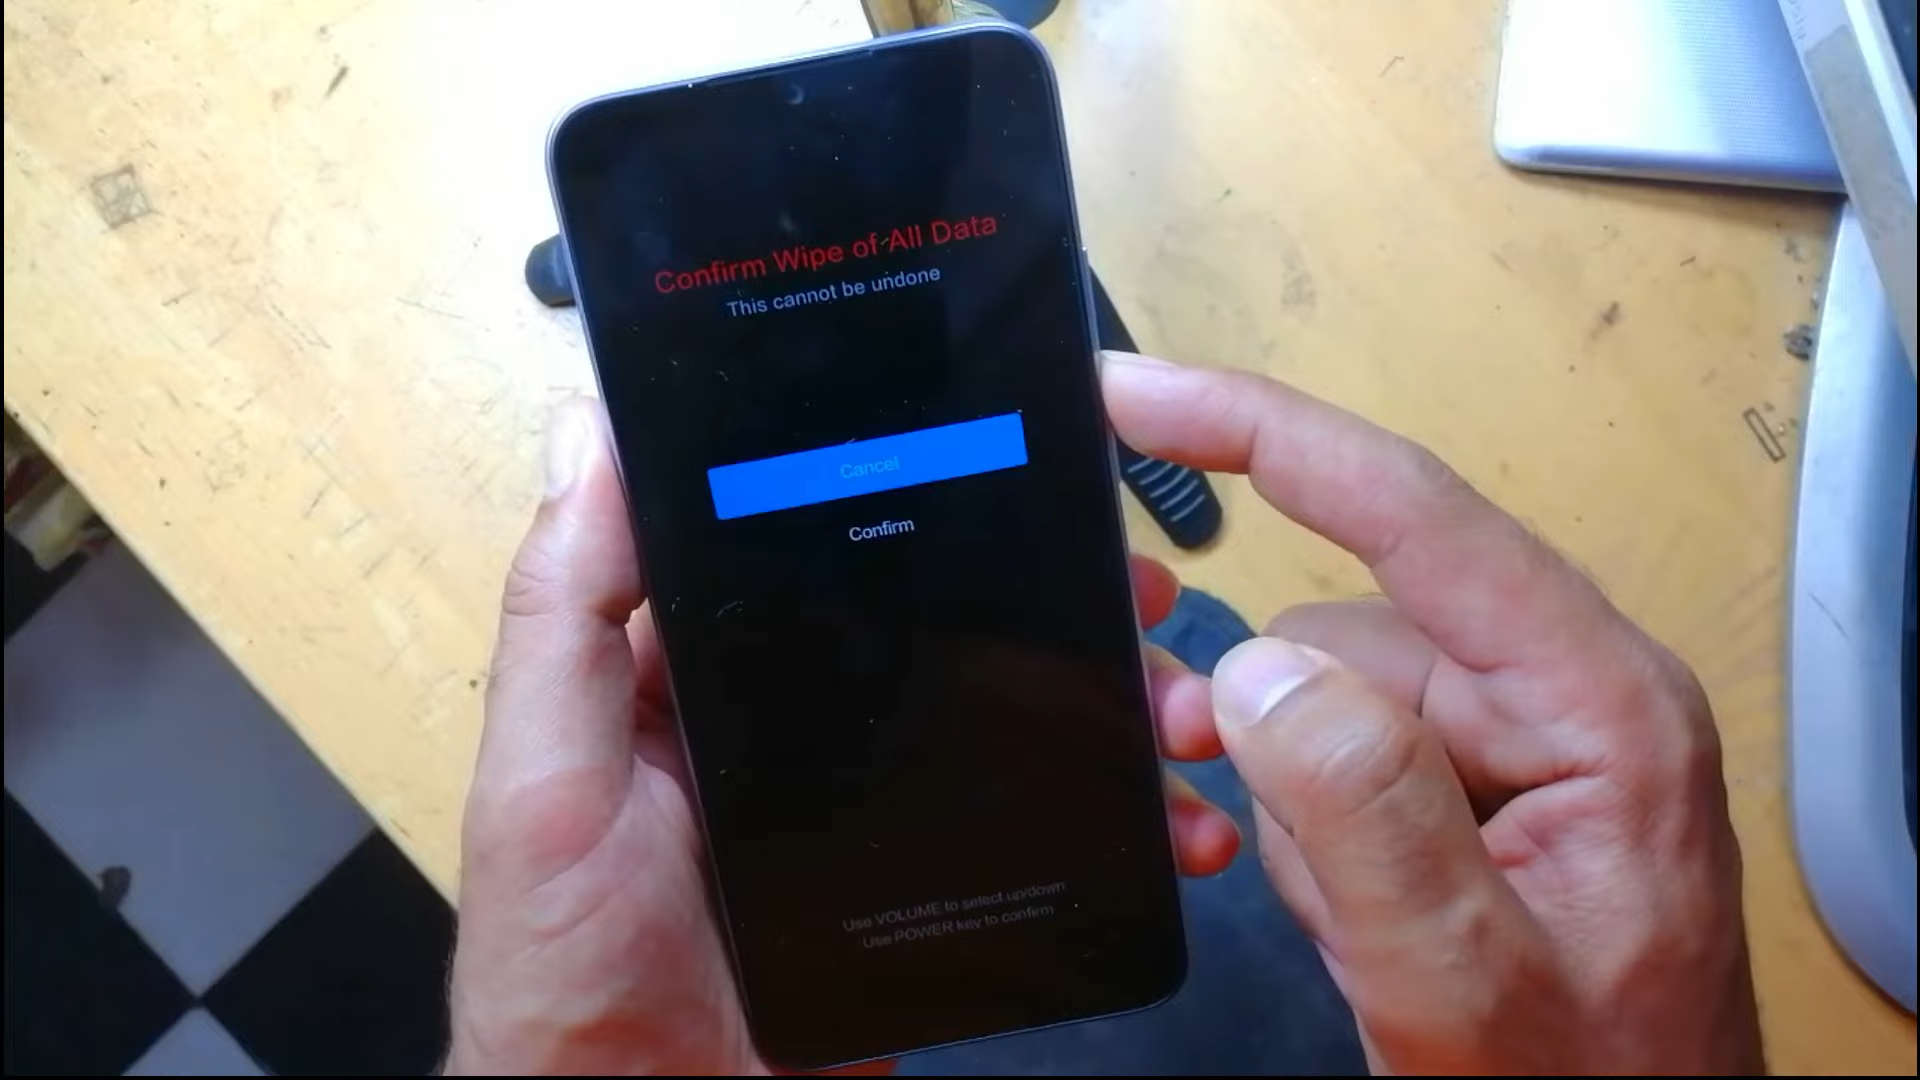 Confirm Wipe of All Data
This cannot be undone
Cancel
Confirm
Use VOLUME to select up/down
Use POWER key to confirm